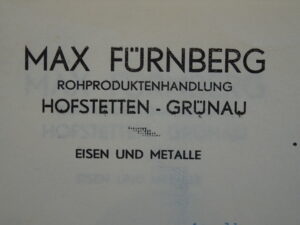 MAX FÜRNBERG
ROHPRODUKTENHANDLUNG
HOFSTETTEN - GRÜNAU
EISEN UND METALLE